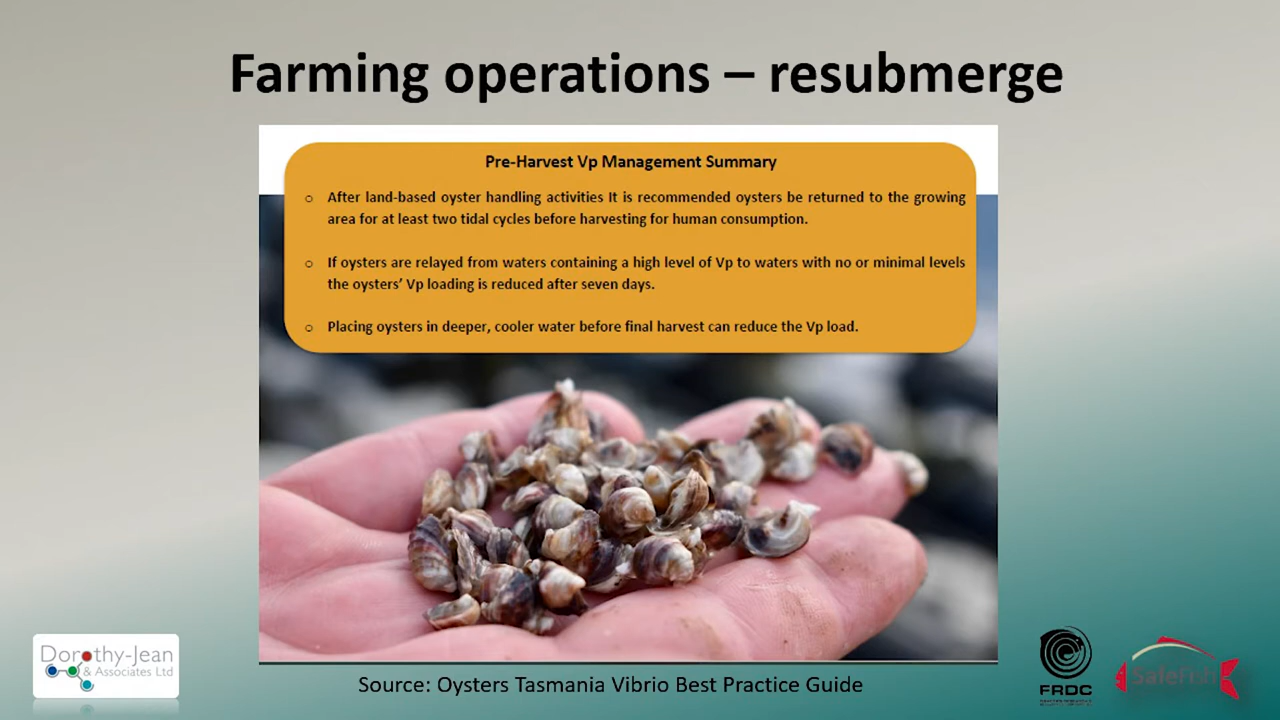 Farming operations – resubmerge
Pre-Harvest Vp Management Summary
o After land-based oyster handling activities It is recommended oysters be returned to the growing
area for at least two tidal cycles before harvesting for human consumption.
o If oysters are relayed from waters containing a high level of Vp to waters with no or minimal levels
the oysters’ Vp loading is reduced after seven days.
o Placing oysters in deeper, cooler water before final harvest can reduce the Vp load.
Dorothy-Jean
& Associates Ltd
Source: Oysters Tasmania Vibrio Best Practice Guide
FRDC
SafeFish